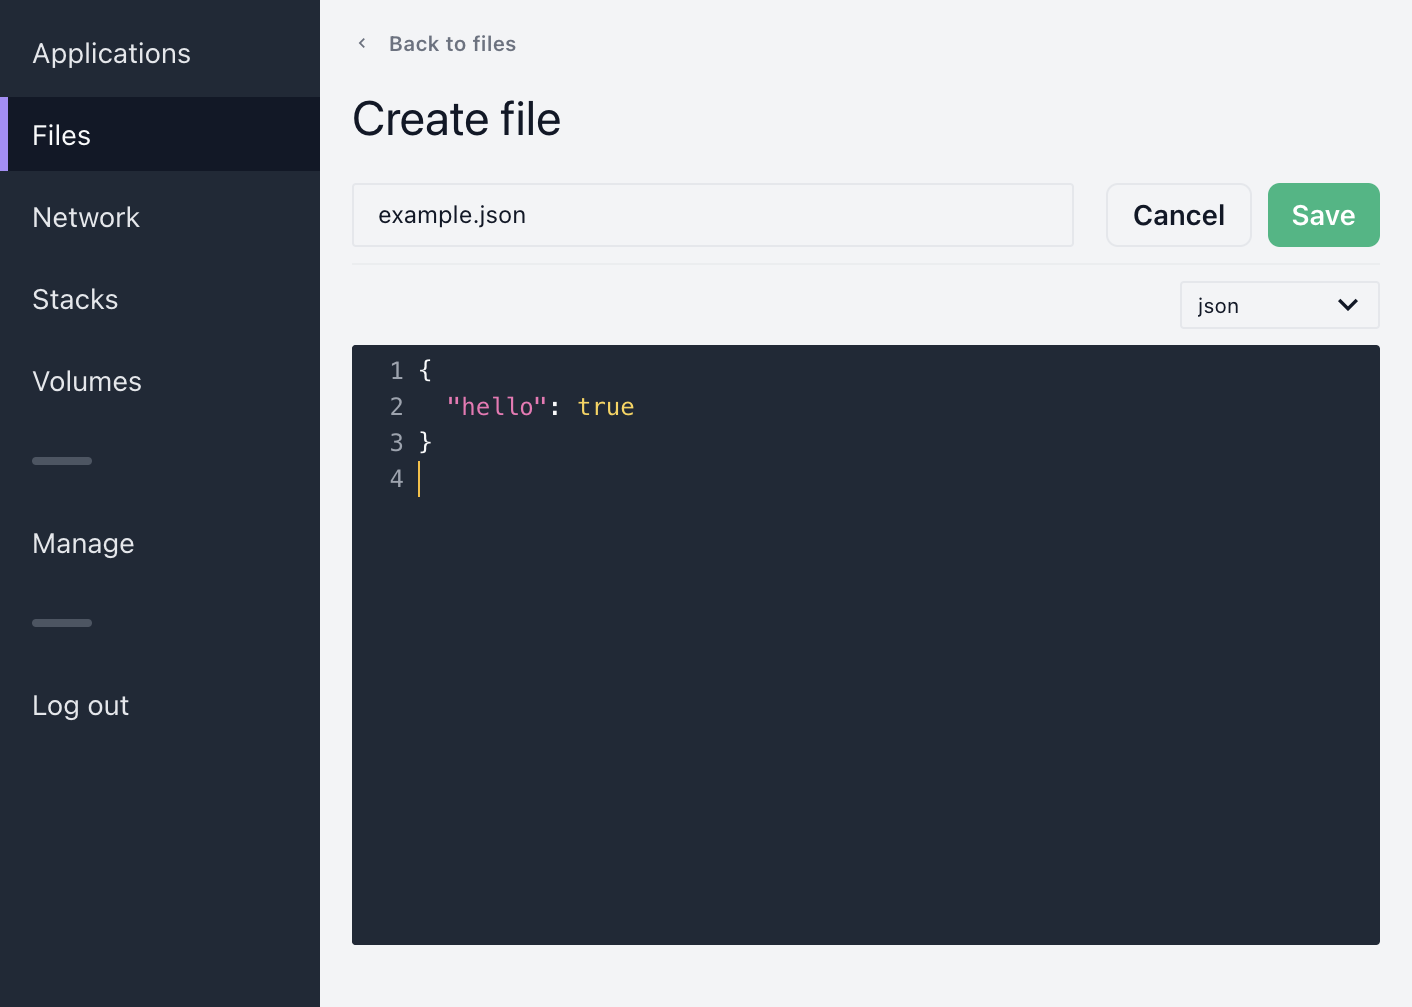 Applications
Files
Network
Stacks
Volumes
Manage
Log out
Back to files
Create file
example.json
Cancel
Save
json
1 {
2   "hello": true
3 }
4